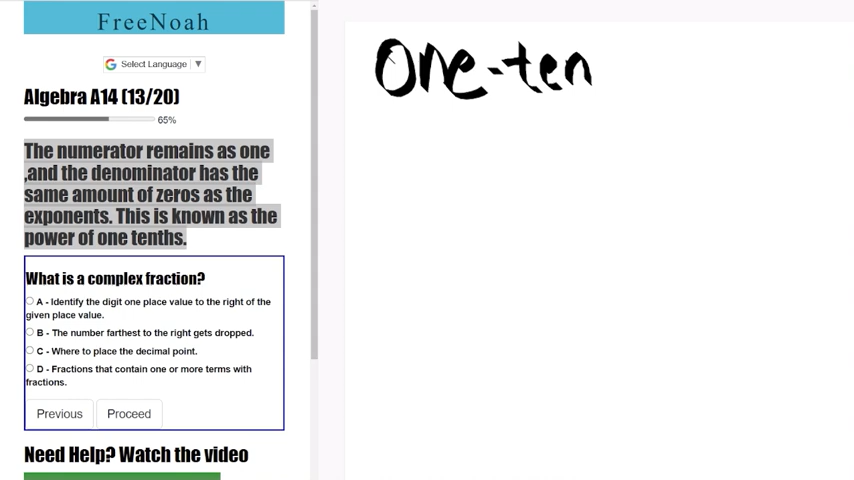 FreeNoah
Select Language ▼
Algebra A14 (13/20)
65%
The numerator remains as one
,and the denominator has the
same amount of zeros as the
exponents. This is known as the
power of one tenths.
What is a complex fraction?
A - Identify the digit one place value to the right of the
given place value.
B - The number farthest to the right gets dropped.
C - Where to place the decimal point.
D - Fractions that contain one or more terms with
fractions.
Previous Proceed
Need Help? Watch the video
One-ten